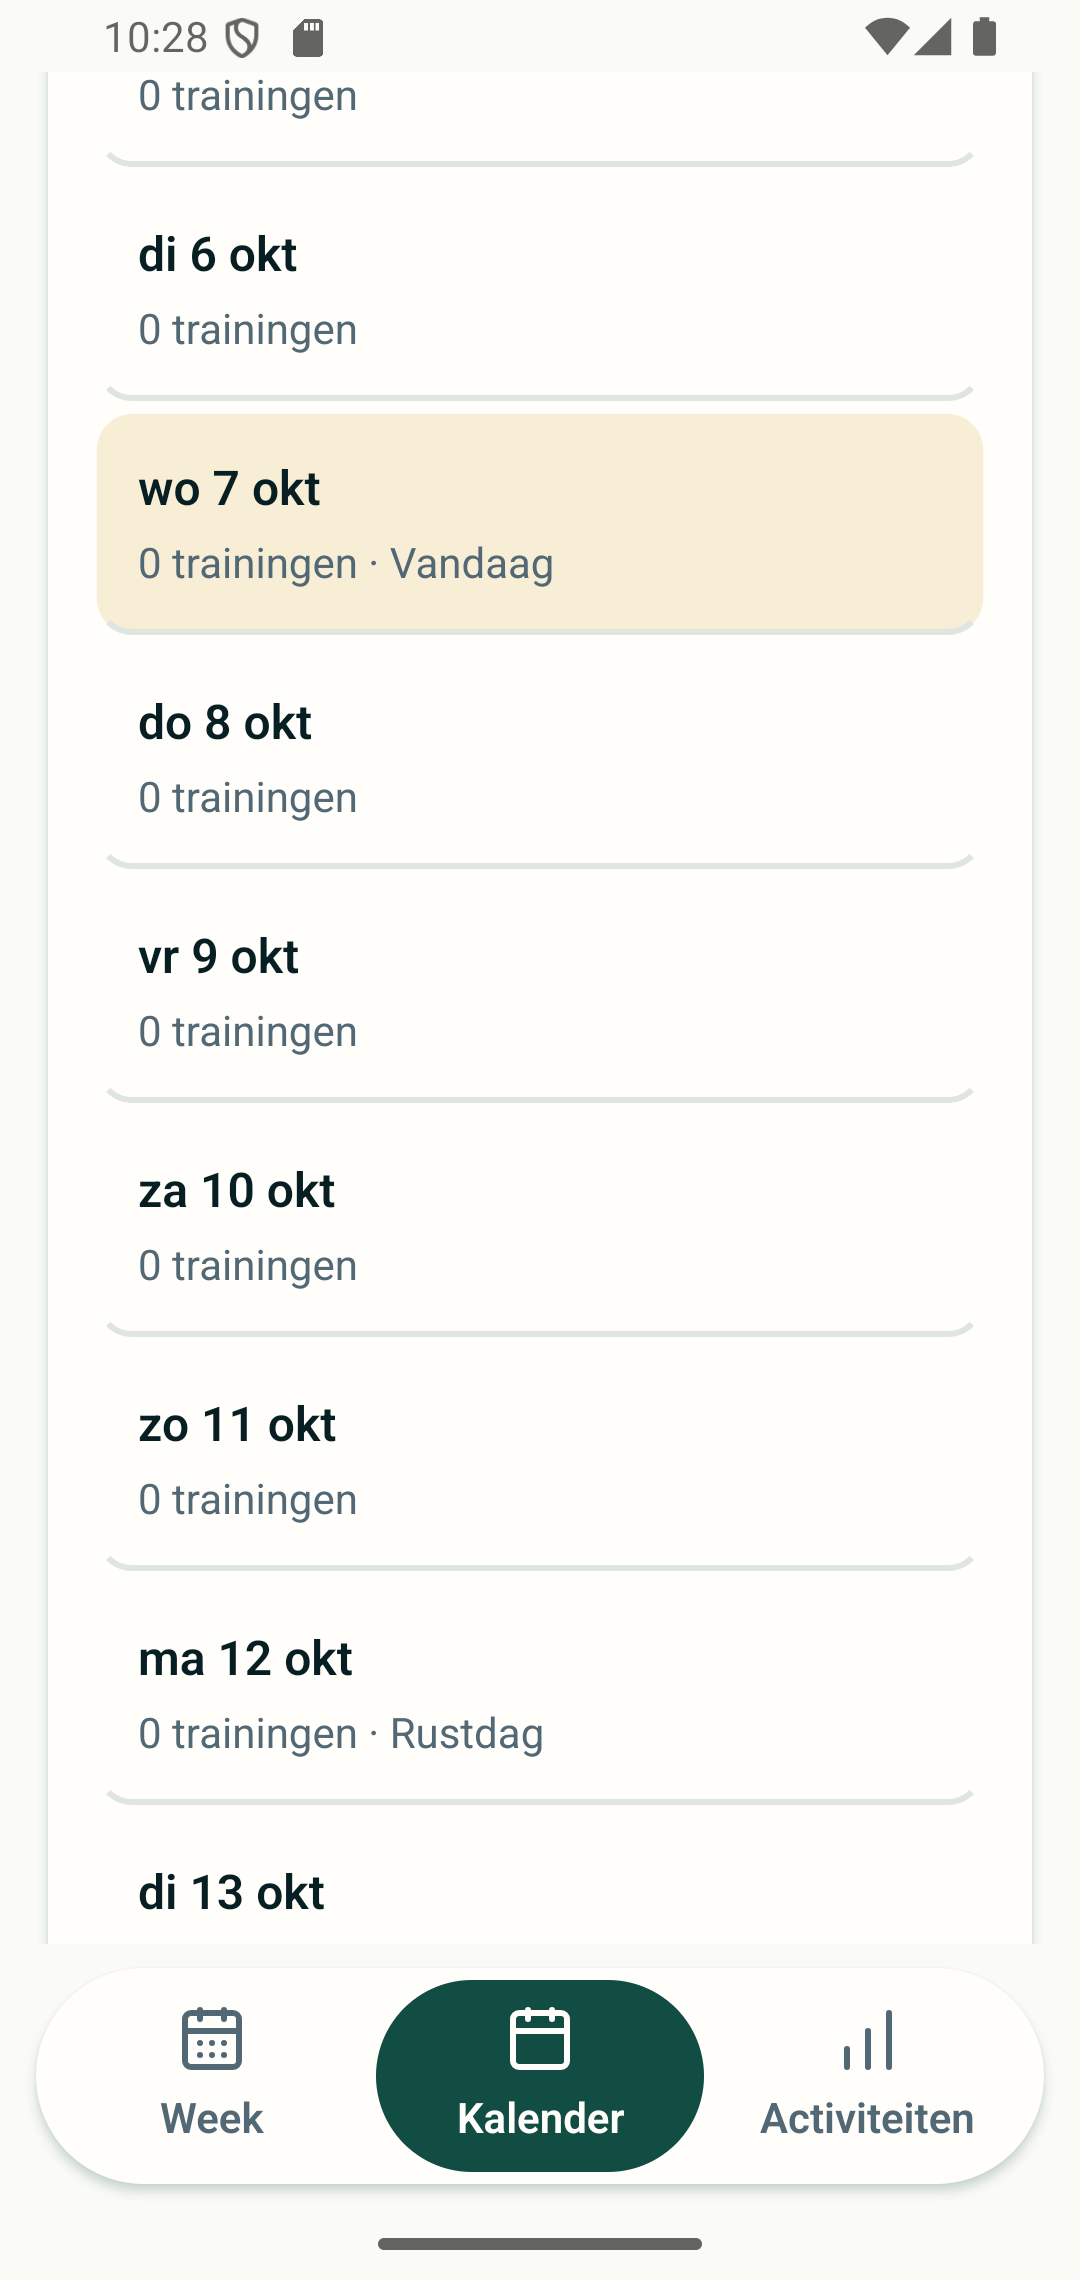 10:28
0 trainingen
di 6 okt
0 trainingen
wo 7 okt
0 trainingen · Vandaag
do 8 okt
0 trainingen
vr 9 okt
0 trainingen
za 10 okt
0 trainingen
zo 11 okt
0 trainingen
ma 12 okt
0 trainingen · Rustdag
di 13 okt
Week
Kalender
Activiteiten